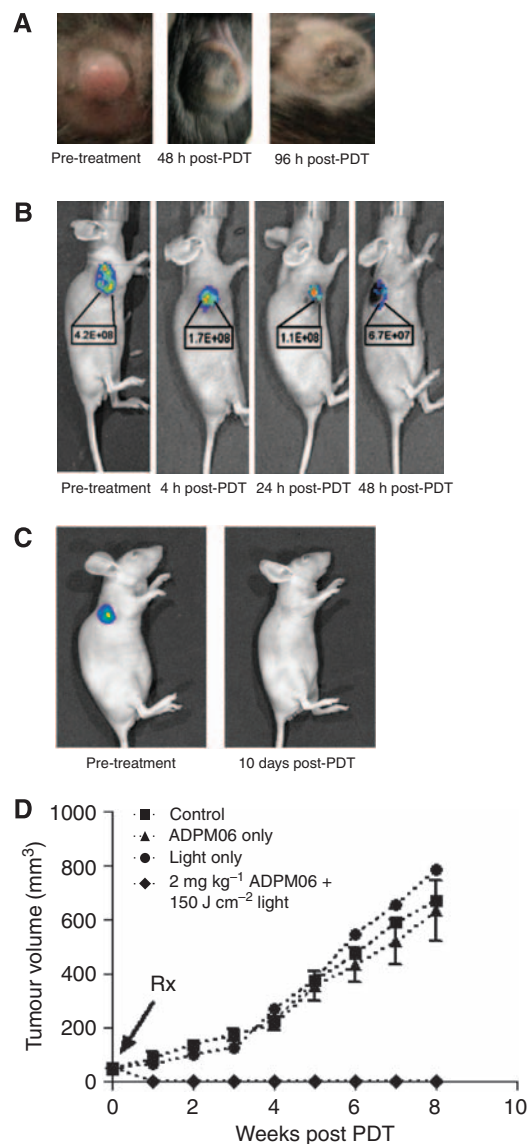 A
Pre-treatment 48 h post-PDT 96 h post-PDT
B
4.2E+08 1.7E+08 1.1E+08 6.7E+07
Pre-treatment 4 h post-PDT 24 h post-PDT 48 h post-PDT
C
Pre-treatment 10 days post-PDT
D
Control
ADPM06 only
Light only
2 mg kg⁻¹ ADPM06 +
150 J cm⁻² light
Rx
Tumour volume (mm³)
1000
800
600
400
200
0
0 2 4 6 8 10
Weeks post PDT